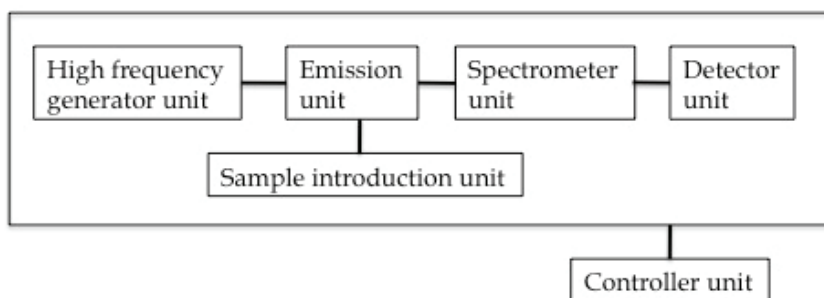 High frequency
generator unit
Emission
unit
Spectrometer
unit
Detector
unit
Sample introduction unit
Controller unit